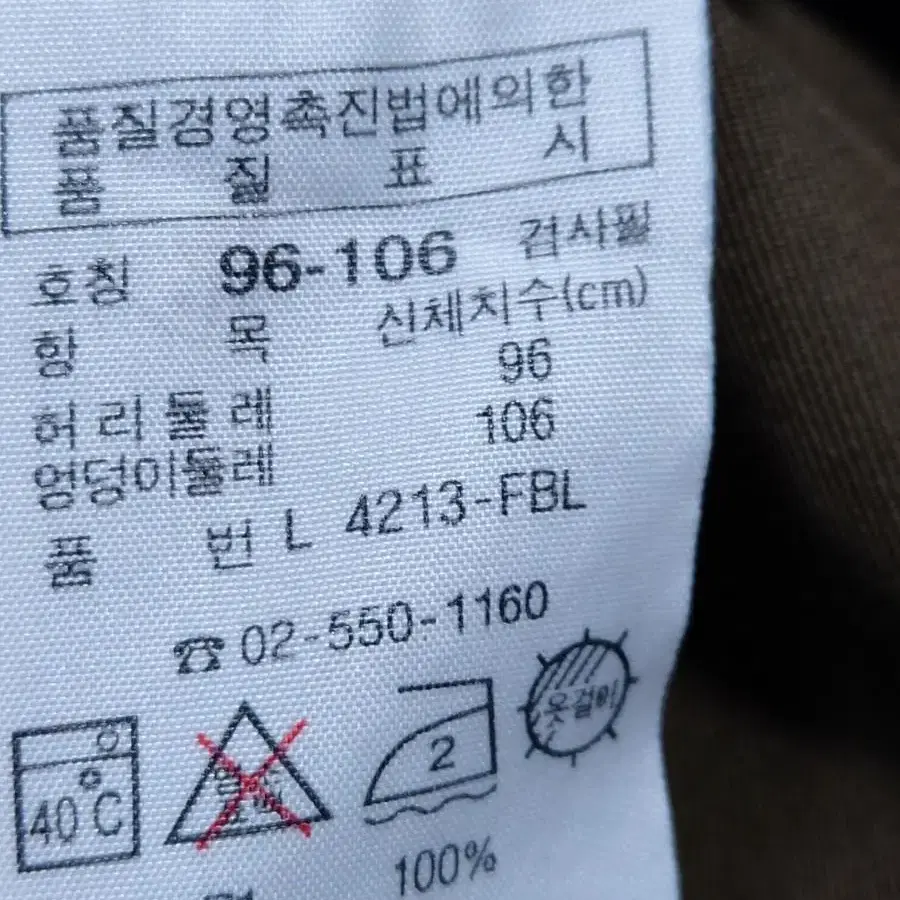 품질경영촉진법에의한
품 질 표 시
호칭 96-106 검사필
항 목 신체치수(cm)
허리둘레 96
엉덩이둘레 106
품 번 L 4213-FBL
☎ 02-550-1160
40℃
2
옷걸이
100%